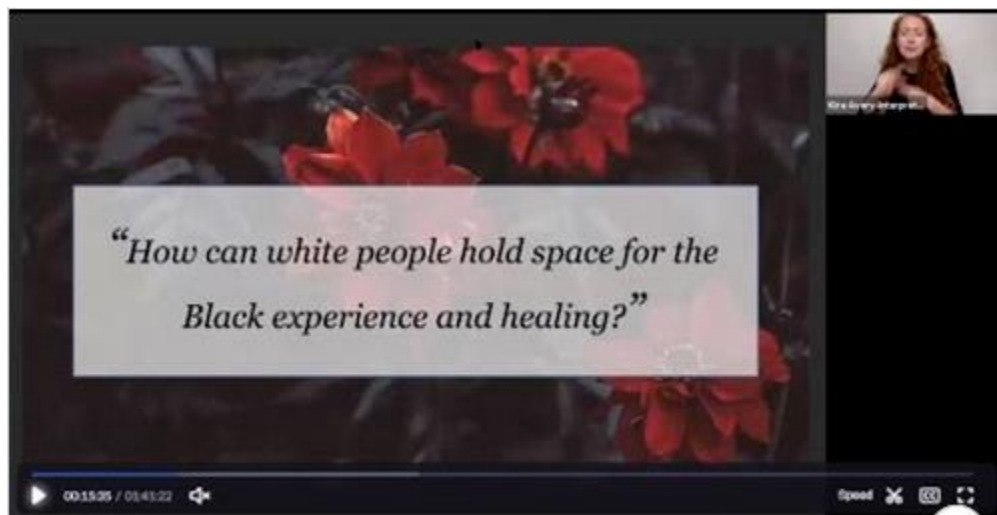 “How can white people hold space for the
Black experience and healing?”
00:15:35 / 01:41:22
Speed
CC